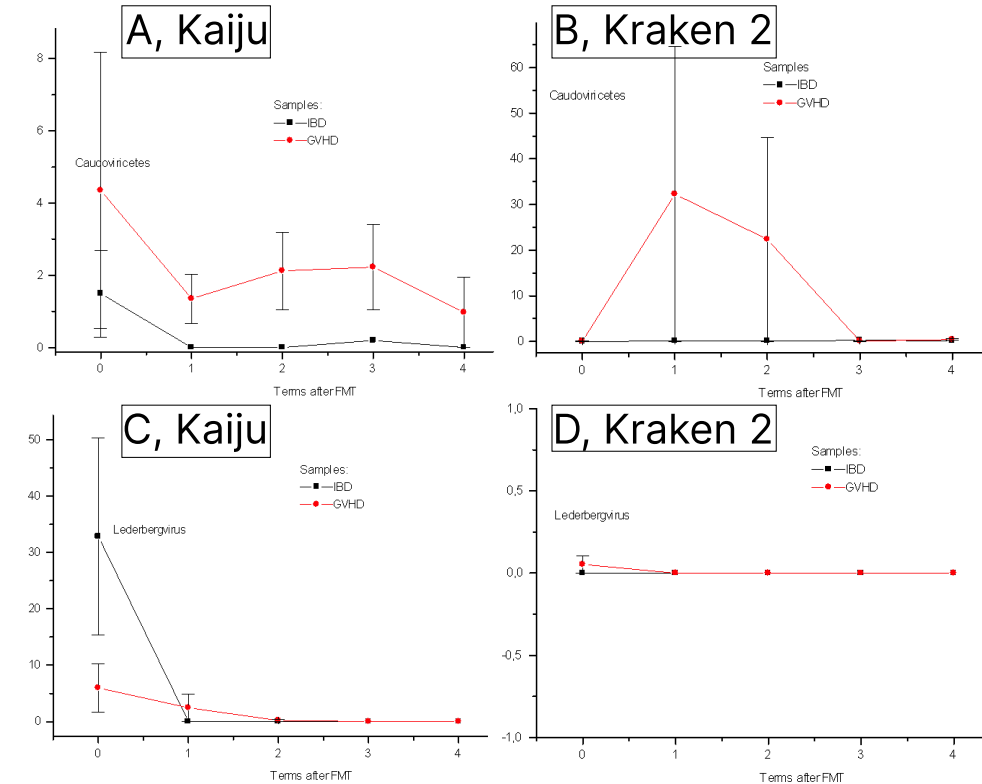 A, Kaiju
8
6
4
2
0
Caudoviricetes
Samples:
IBD
GVHD
0 1 2 3 4
Terms after FMT
B, Kraken 2
60
50
40
30
20
10
0
Caudoviricetes
Samples
IBD
GVHD
0 1 2 3 4
Terms after FMT
C, Kaiju
50
40
30
20
10
0
Lederbergvirus
Samples:
IBD
GVHD
0 1 2 3 4
Terms after FMT
D, Kraken 2
1,0
0,5
0,0
-0,5
-1,0
Lederbergvirus
Samples:
IBD
GVHD
0 1 2 3 4
Terms after FMT